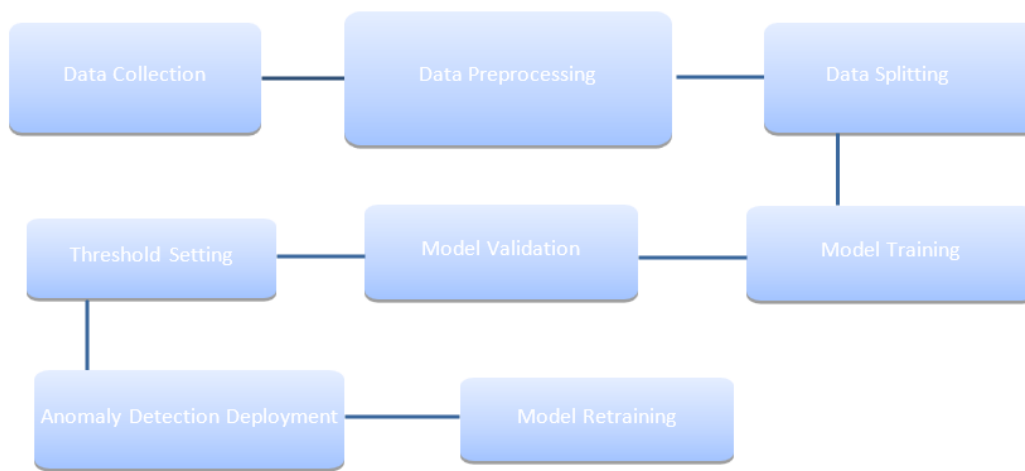 Data Collection
Data Preprocessing
Data Splitting
Model Training
Model Validation
Threshold Setting
Anomaly Detection Deployment
Model Retraining